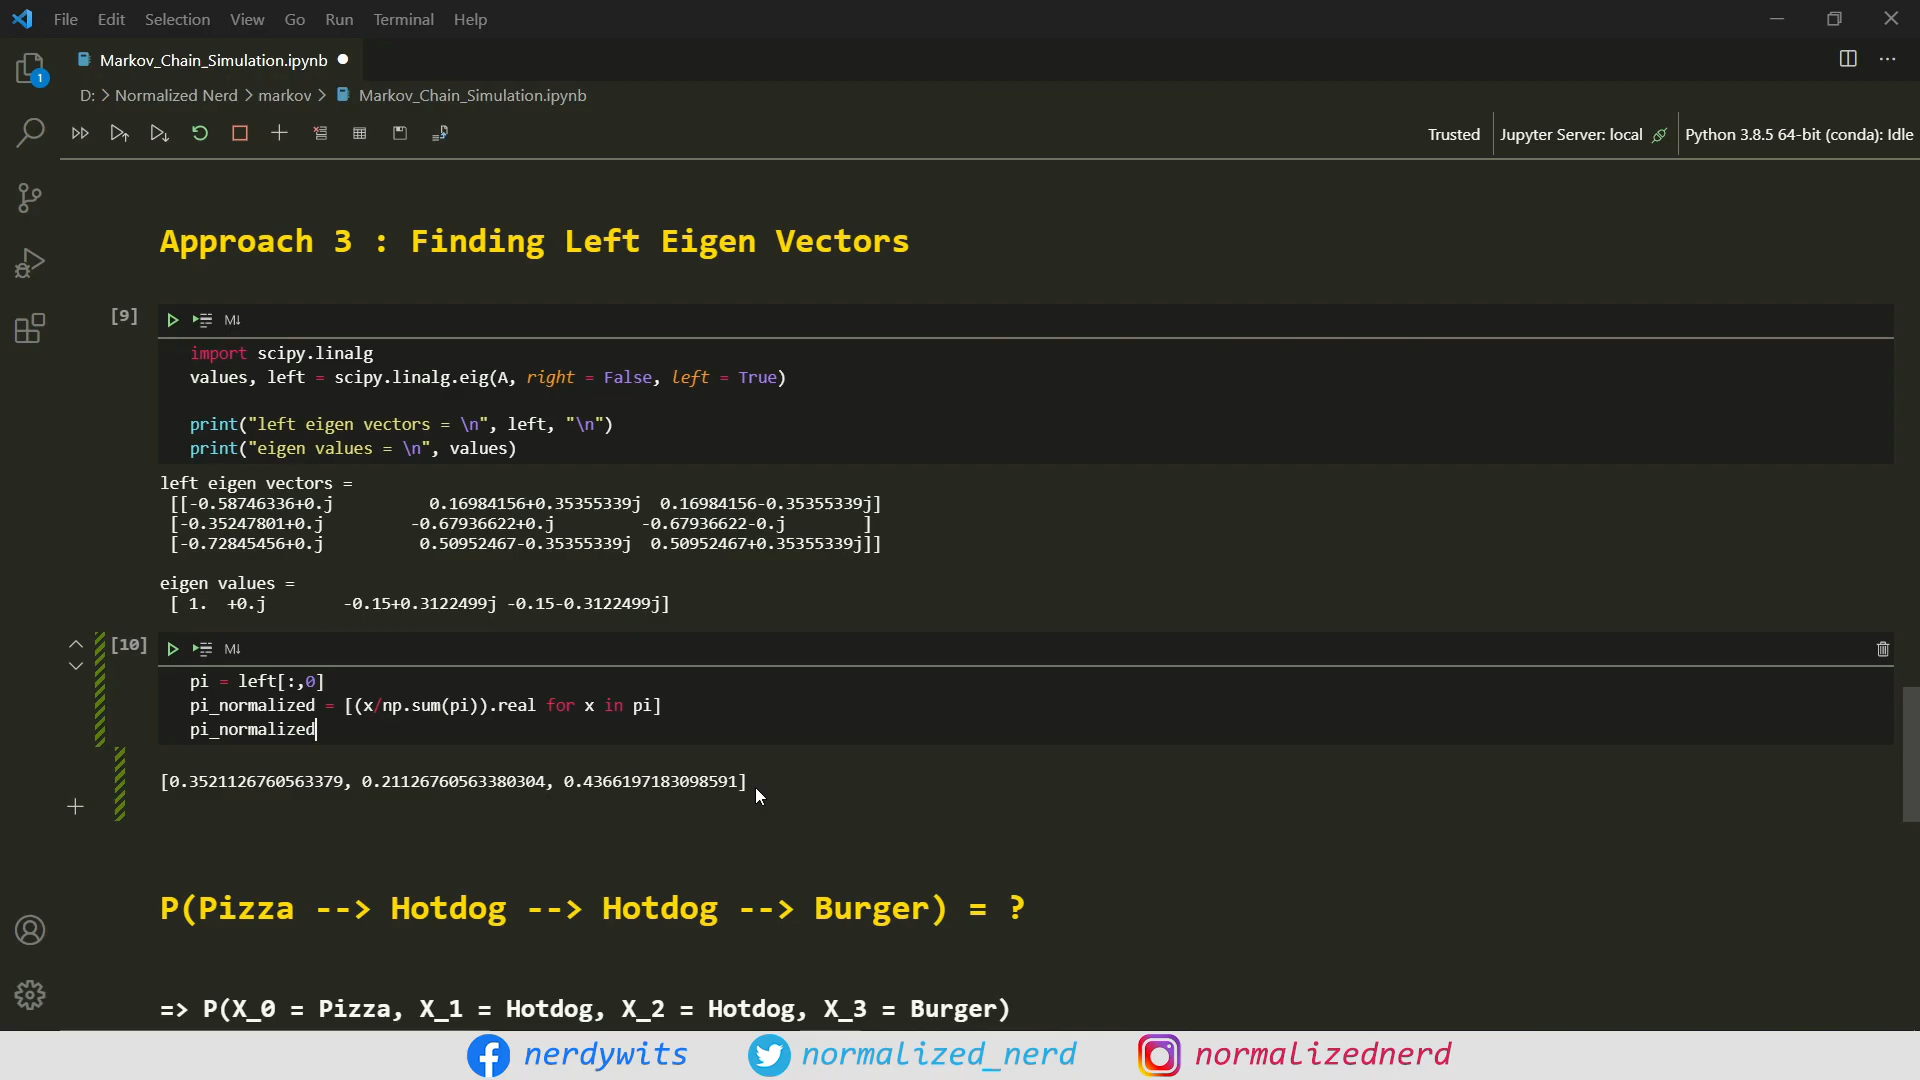 File Edit Selection View Go Run Terminal Help
Markov_Chain_Simulation.ipynb
1
D: > Normalized Nerd > markov > Markov_Chain_Simulation.ipynb
Trusted Jupyter Server: local Python 3.8.5 64-bit (conda): Idle
Approach 3 : Finding Left Eigen Vectors
[9] M↓
import scipy.linalg
values, left = scipy.linalg.eig(A, right = False, left = True)
print("left eigen vectors = \n", left, "\n")
print("eigen values = \n", values)
left eigen vectors =
[[-0.58746336+0.j 0.16984156+0.35355339j 0.16984156-0.35355339j]
[-0.35247801+0.j -0.67936622+0.j -0.67936622-0.j ]
[-0.72845456+0.j 0.50952467-0.35355339j 0.50952467+0.35355339j]]
eigen values =
[ 1. +0.j -0.15+0.3122499j -0.15-0.3122499j]
[10] M↓
pi = left[:,0]
pi_normalized = [(x/np.sum(pi)).real for x in pi]
pi_normalized
[0.3521126760563379, 0.21126760563380304, 0.4366197183098591]
P(Pizza --> Hotdog --> Hotdog --> Burger) = ?
=> P(X_0 = Pizza, X_1 = Hotdog, X_2 = Hotdog, X_3 = Burger)
nerdywits normalized_nerd normalizednerd